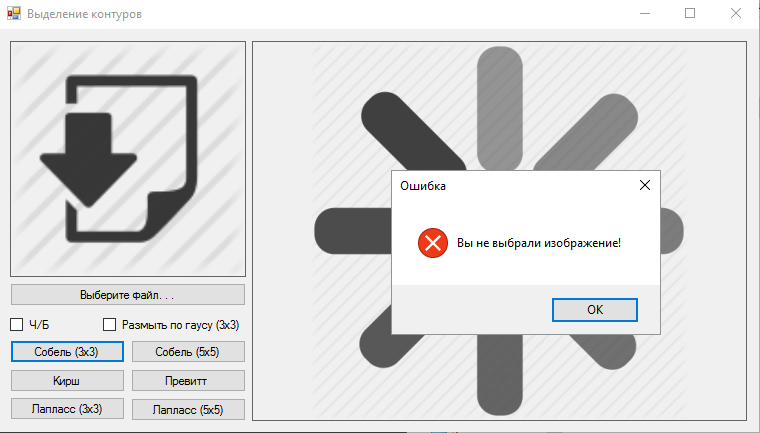 Выделение контуров
Ошибка
Вы не выбрали изображение!
OK
Выберите файл. . .
Ч/Б
Размыть по гаусу (3x3)
Собель (3x3)
Собель (5x5)
Кирш
Превитт
Лапласс (3x3)
Лапласс (5x5)